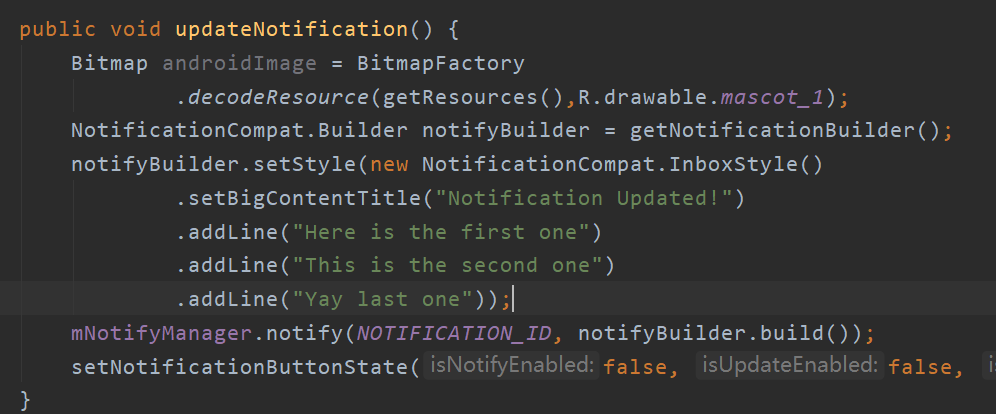 public void updateNotification() {
Bitmap androidImage = BitmapFactory
.decodeResource(getResources(),R.drawable.mascot_1);
NotificationCompat.Builder notifyBuilder = getNotificationBuilder();
notifyBuilder.setStyle(new NotificationCompat.InboxStyle()
.setBigContentTitle("Notification Updated!")
.addLine("Here is the first one")
.addLine("This is the second one")
.addLine("Yay last one"));
mNotifyManager.notify(NOTIFICATION_ID, notifyBuilder.build());
setNotificationButtonState( isNotifyEnabled: false, isUpdateEnabled: false,
}